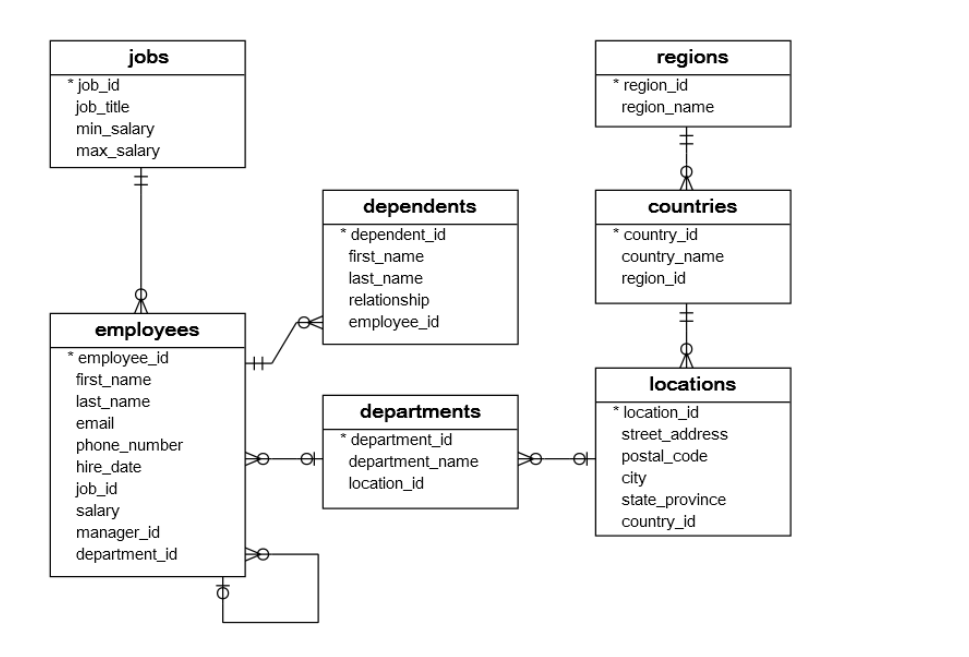 jobs
* job_id
job_title
min_salary
max_salary
regions
* region_id
region_name
dependents
* dependent_id
first_name
last_name
relationship
employee_id
countries
* country_id
country_name
region_id
employees
* employee_id
first_name
last_name
email
phone_number
hire_date
job_id
salary
manager_id
department_id
departments
* department_id
department_name
location_id
locations
* location_id
street_address
postal_code
city
state_province
country_id